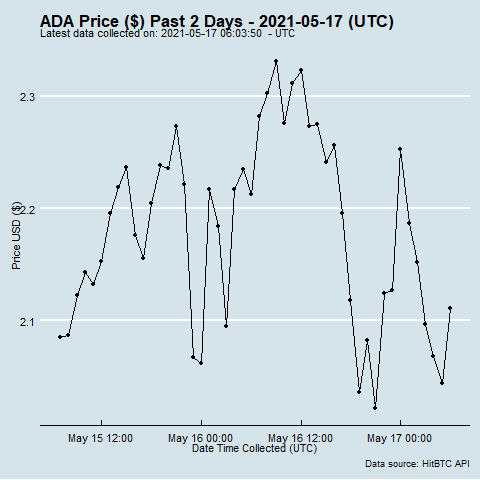 ADA Price ($) Past 2 Days - 2021-05-17 (UTC)
Latest data collected on: 2021-05-17 06:03:50  - UTC
2.3
2.2
2.1
Price USD ($)
May 15 12:00
May 16 00:00
May 16 12:00
May 17 00:00
Date Time Collected (UTC)
Data source: HitBTC API